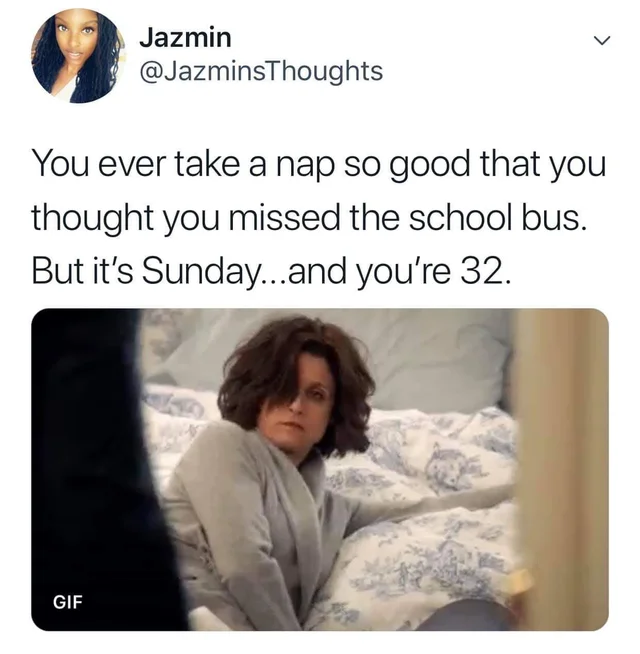 Jazmin
@JazminsThoughts
You ever take a nap so good that you
thought you missed the school bus.
But it’s Sunday...and you’re 32.
GIF